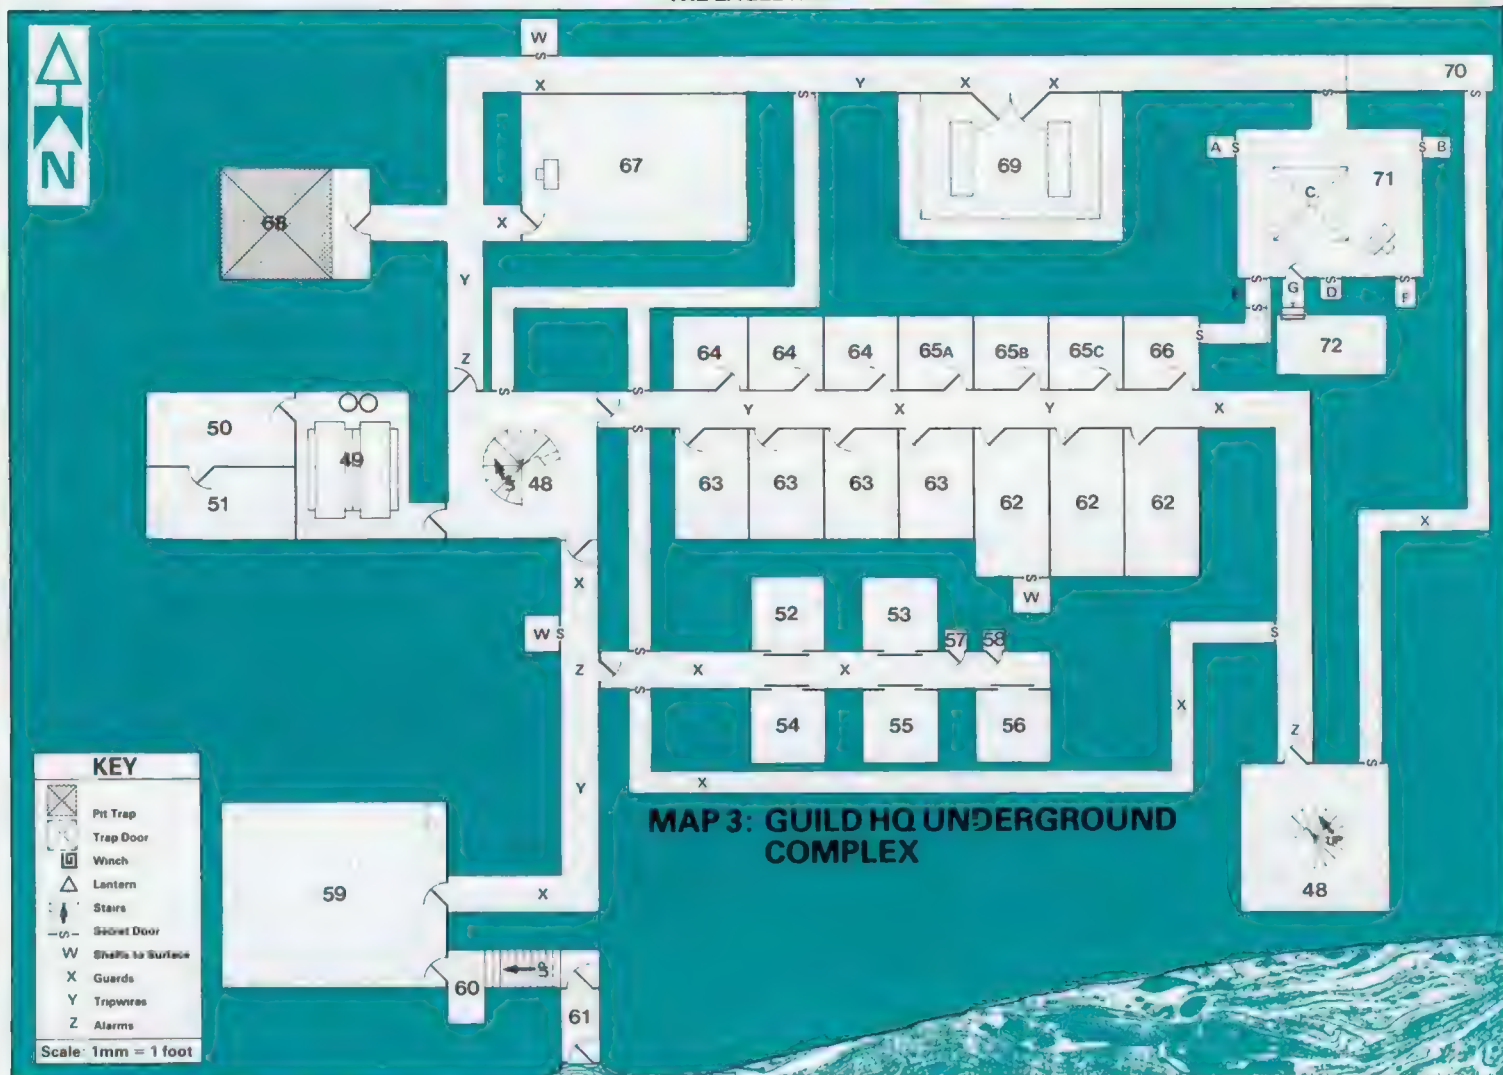 W
S
X
Y
X
X
70
S
S
S
N
67
69
A
S
S
B
C
71
68
X
Y
S
S
S
S
G
D
F
S
64
64
64
65A
65B
65C
66
S
72
Z
S
S
50
49
Y
X
Y
X
S
51
48
63
63
63
63
62
62
62
X
X
S
W
52
53
W
S
57
58
S
S
Z
X
X
S
54
55
56
X
Z
Y
X
S
KEY
Pit Trap
Trap Door
Winch
Lantern
Stairs
Secret Door
Shafts to Surface
W
Guards
X
Tripwires
Y
Alarms
Z
Scale: 1mm = 1 foot
MAP 3: GUILD HQ UNDERGROUND
COMPLEX
59
X
UP
48
60
61